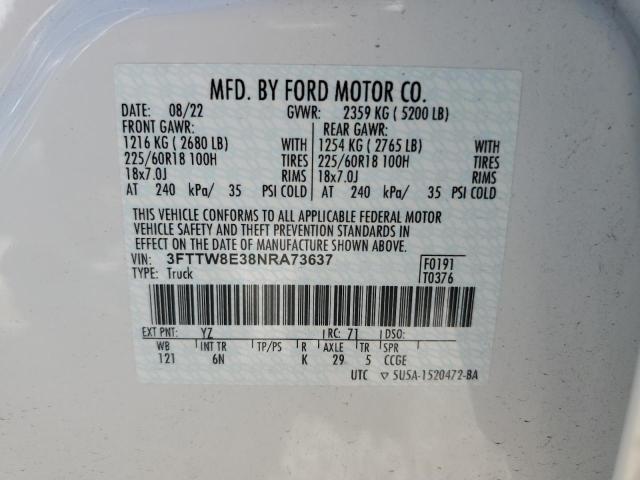 MFD. BY FORD MOTOR CO.
DATE: 08/22 GVWR: 2359 KG ( 5200 LB)
FRONT GAWR: REAR GAWR:
1216 KG ( 2680 LB) WITH 1254 KG ( 2765 LB) WITH
225/60R18 100H TIRES 225/60R18 100H TIRES
18x7.0J RIMS 18x7.0J RIMS
AT 240 kPa/ 35 PSI COLD AT 240 kPa/ 35 PSI COLD
THIS VEHICLE CONFORMS TO ALL APPLICABLE FEDERAL MOTOR
VEHICLE SAFETY AND THEFT PREVENTION STANDARDS IN
EFFECT ON THE DATE OF MANUFACTURE SHOWN ABOVE.
VIN: 3FTTW8E38NRA73637 F0191
TYPE: Truck T0376
EXT PNT: YZ RC: 71 DSO:
WB INT TR TP/PS R AXLE TR SPR
121 6N K 29 5 CCGE
UTC ▽ 5U5A-1520472-BA